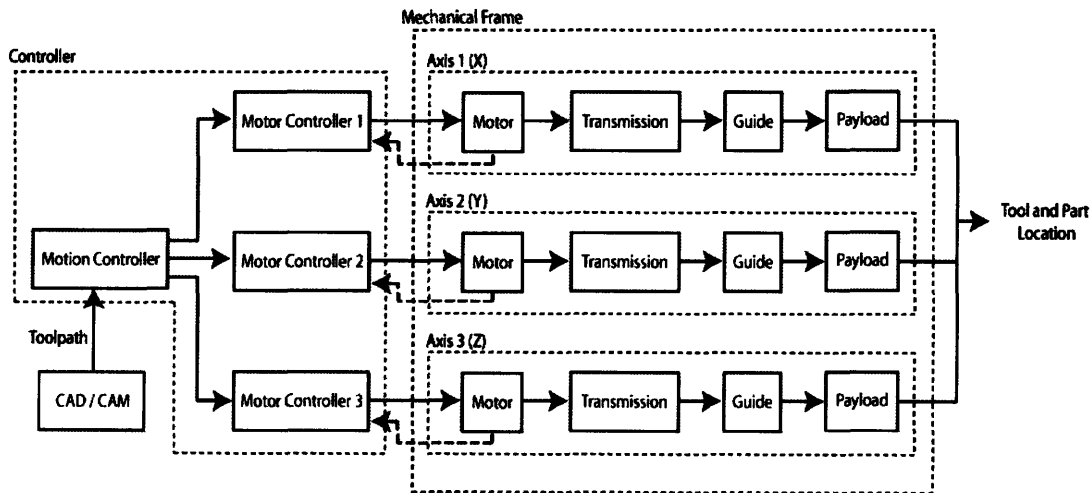 Mechanical Frame
Controller
Axis 1 (X)
Motor Controller 1
Motor
Transmission
Guide
Payload
Axis 2 (Y)
Motion Controller
Motor Controller 2
Motor
Transmission
Guide
Payload
Tool and Part
Location
Toolpath
Axis 3 (Z)
CAD / CAM
Motor Controller 3
Motor
Transmission
Guide
Payload